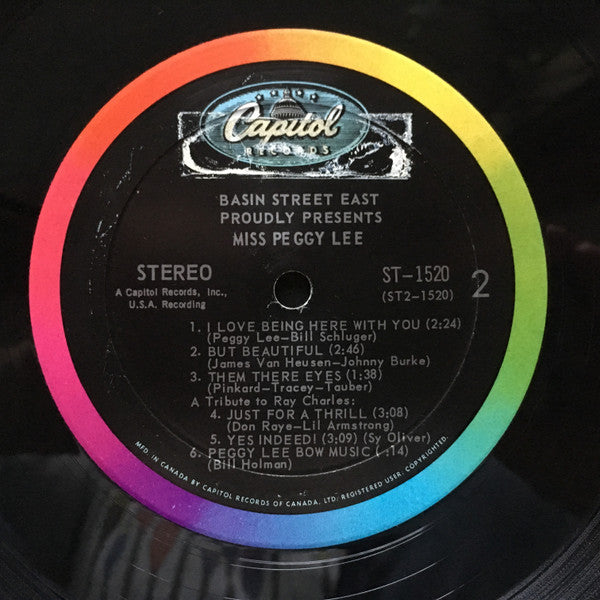 Capitol
RECORDS
BASIN STREET EAST
PROUDLY PRESENTS
MISS PEGGY LEE
STEREO
A Capitol Records, Inc.,
U.S.A. Recording
ST-1520
(ST2-1520)
2
1. I LOVE BEING HERE WITH YOU (2:24)
(Peggy Lee-Bill Schluger)
2. BUT BEAUTIFUL (2:46)
(James Van Heusen-Johnny Burke)
3. THEM THERE EYES (1:38)
(Pinkard-Tracey-Tauber)
A Tribute to Ray Charles:
4. JUST FOR A THRILL (3:08)
(Don Raye-Lil Armstrong)
5. YES INDEED! (3:09) (Sy Oliver)
6. PEGGY LEE BOW MUSIC ( :14)
(Bill Holman)
MFD. IN CANADA BY CAPITOL RECORDS OF CANADA, LTD. REGISTERED USER. COPYRIGHTED.